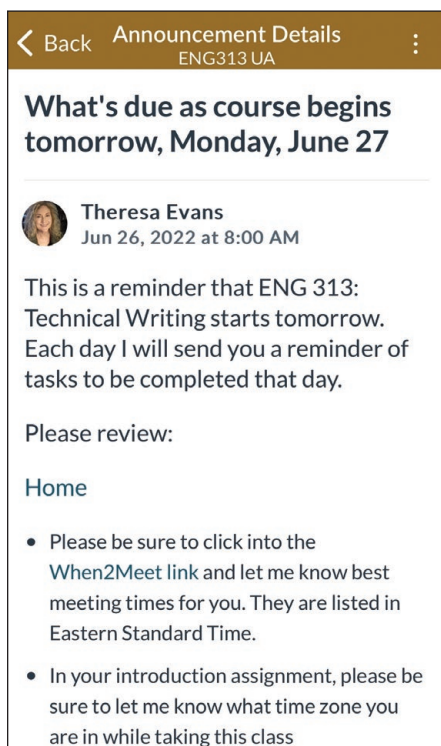 Back
Announcement Details
ENG313 UA
What's due as course begins
tomorrow, Monday, June 27
Theresa Evans
Jun 26, 2022 at 8:00 AM
This is a reminder that ENG 313:
Technical Writing starts tomorrow.
Each day I will send you a reminder of
tasks to be completed that day.
Please review:
Home
• Please be sure to click into the
When2Meet link and let me know best
meeting times for you. They are listed in
Eastern Standard Time.
• In your introduction assignment, please be
sure to let me know what time zone you
are in while taking this class